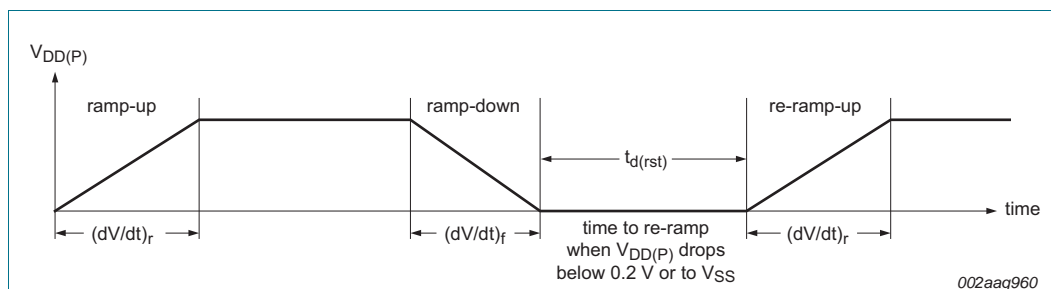 VDD(P)
ramp-up
ramp-down
re-ramp-up
td(rst)
time
(dV/dt)r
(dV/dt)f
time to re-ramp
when VDD(P) drops
below 0.2 V or to VSS
(dV/dt)r
002aag960